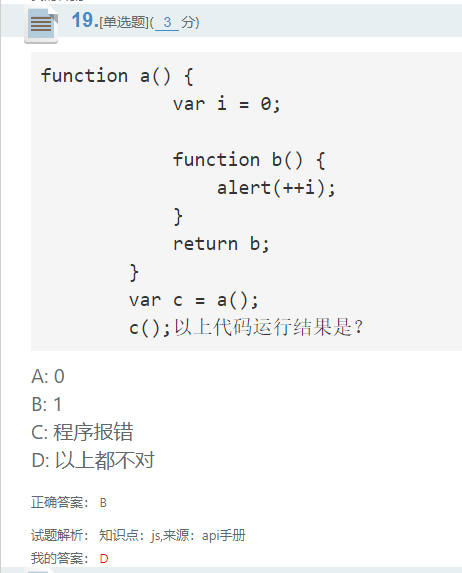 19.[单选题]( 3 分)
function a() {
var i = 0;
function b() {
alert(++i);
}
return b;
}
var c = a();
c();以上代码运行结果是?
A: 0
B: 1
C: 程序报错
D: 以上都不对
正确答案： B
试题解析： 知识点：js,来源：api手册
我的答案： D